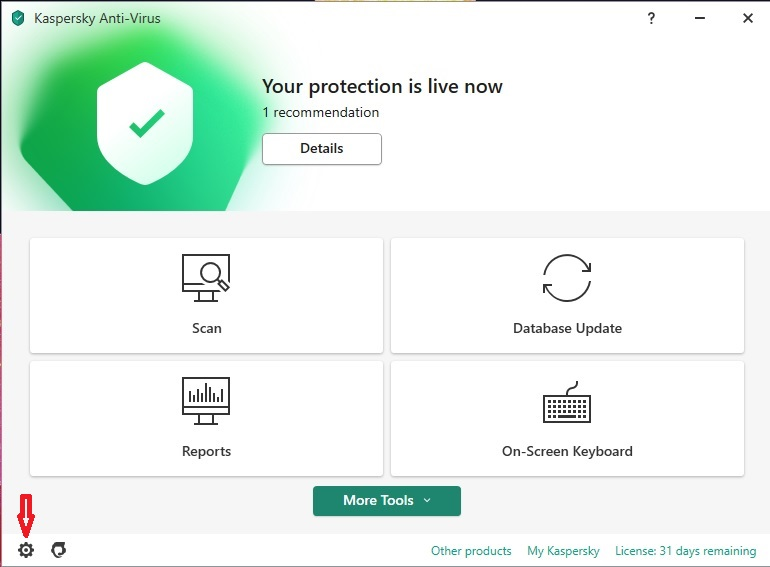 Kaspersky Anti-Virus
?
Your protection is live now
1 recommendation
Details
Scan
Database Update
Reports
On-Screen Keyboard
More Tools
Other products
My Kaspersky
License: 31 days remaining